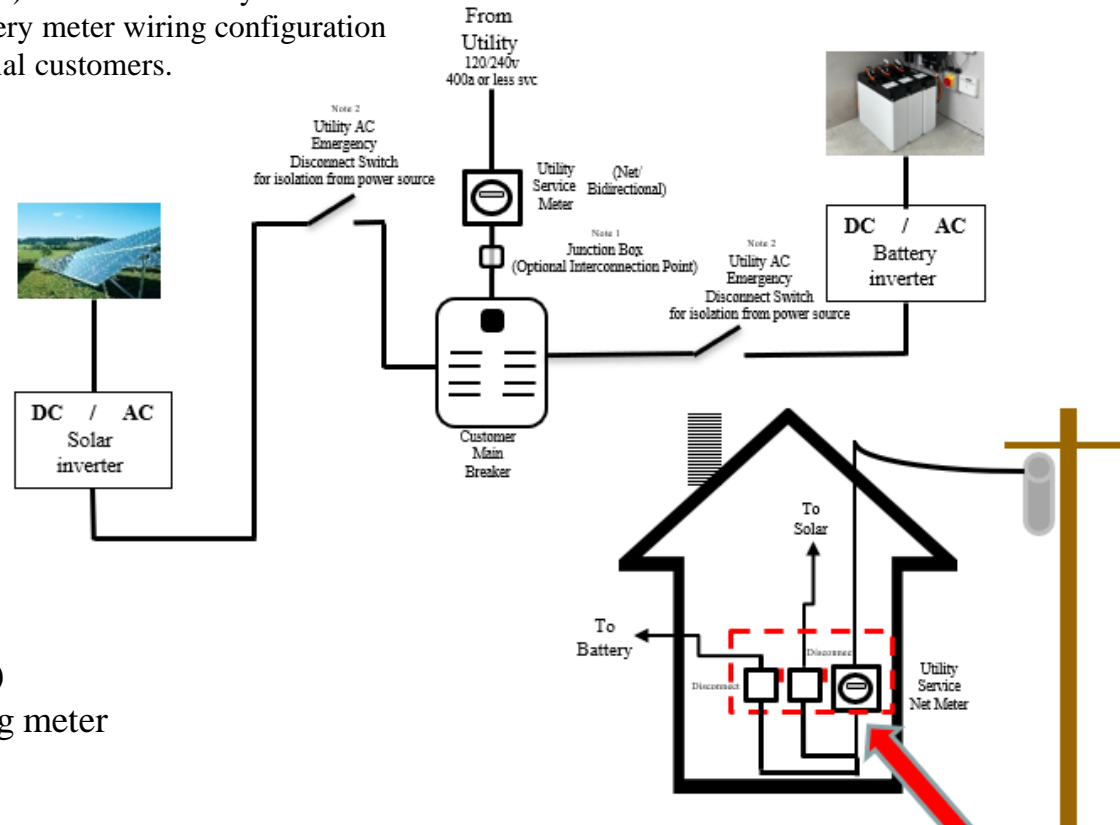 ery meter wiring configuration
ial customers.
From
Utility
120/240v
400a or less svc
Note 2
Utility AC
Emergency
Disconnect Switch
for isolation from power source
Utility
Service
Meter
(Net/
Bidirectional)
Note 1
Junction Box
(Optional Interconnection Point)
Note 2
Utility AC
Emergency
Disconnect Switch
for isolation from power source
DC / AC
Battery
inverter
DC / AC
Solar
inverter
Customer
Main
Breaker
To
Solar
To
Battery
Disconnec
Disconnect
Utility
Service
Net Meter
)
g meter